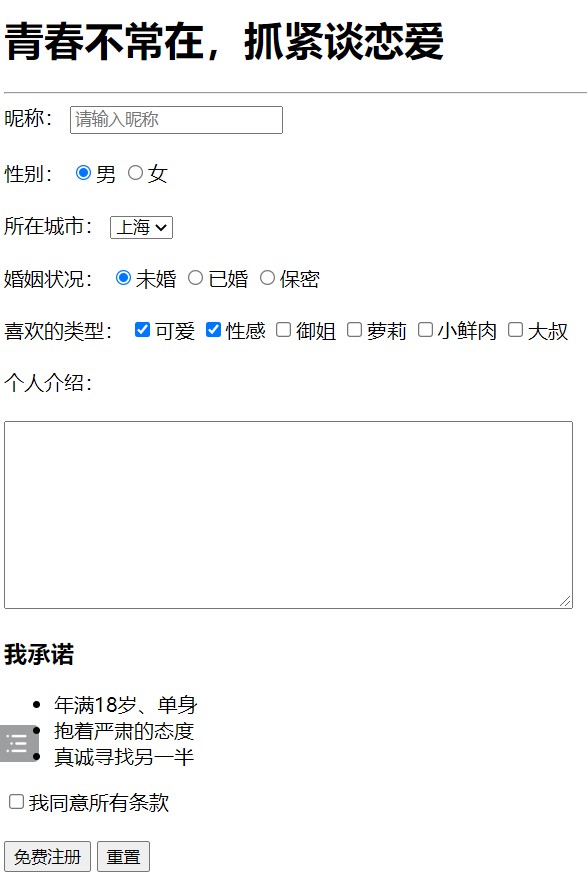 青春不常在，抓紧谈恋爱
昵称： 请输入昵称
性别： 男 女
所在城市： 上海
婚姻状况： 未婚 已婚 保密
喜欢的类型： 可爱 性感 御姐 萝莉 小鲜肉 大叔
个人介绍：
我承诺
年满18岁、单身
抱着严肃的态度
真诚寻找另一半
我同意所有条款
免费注册 重置